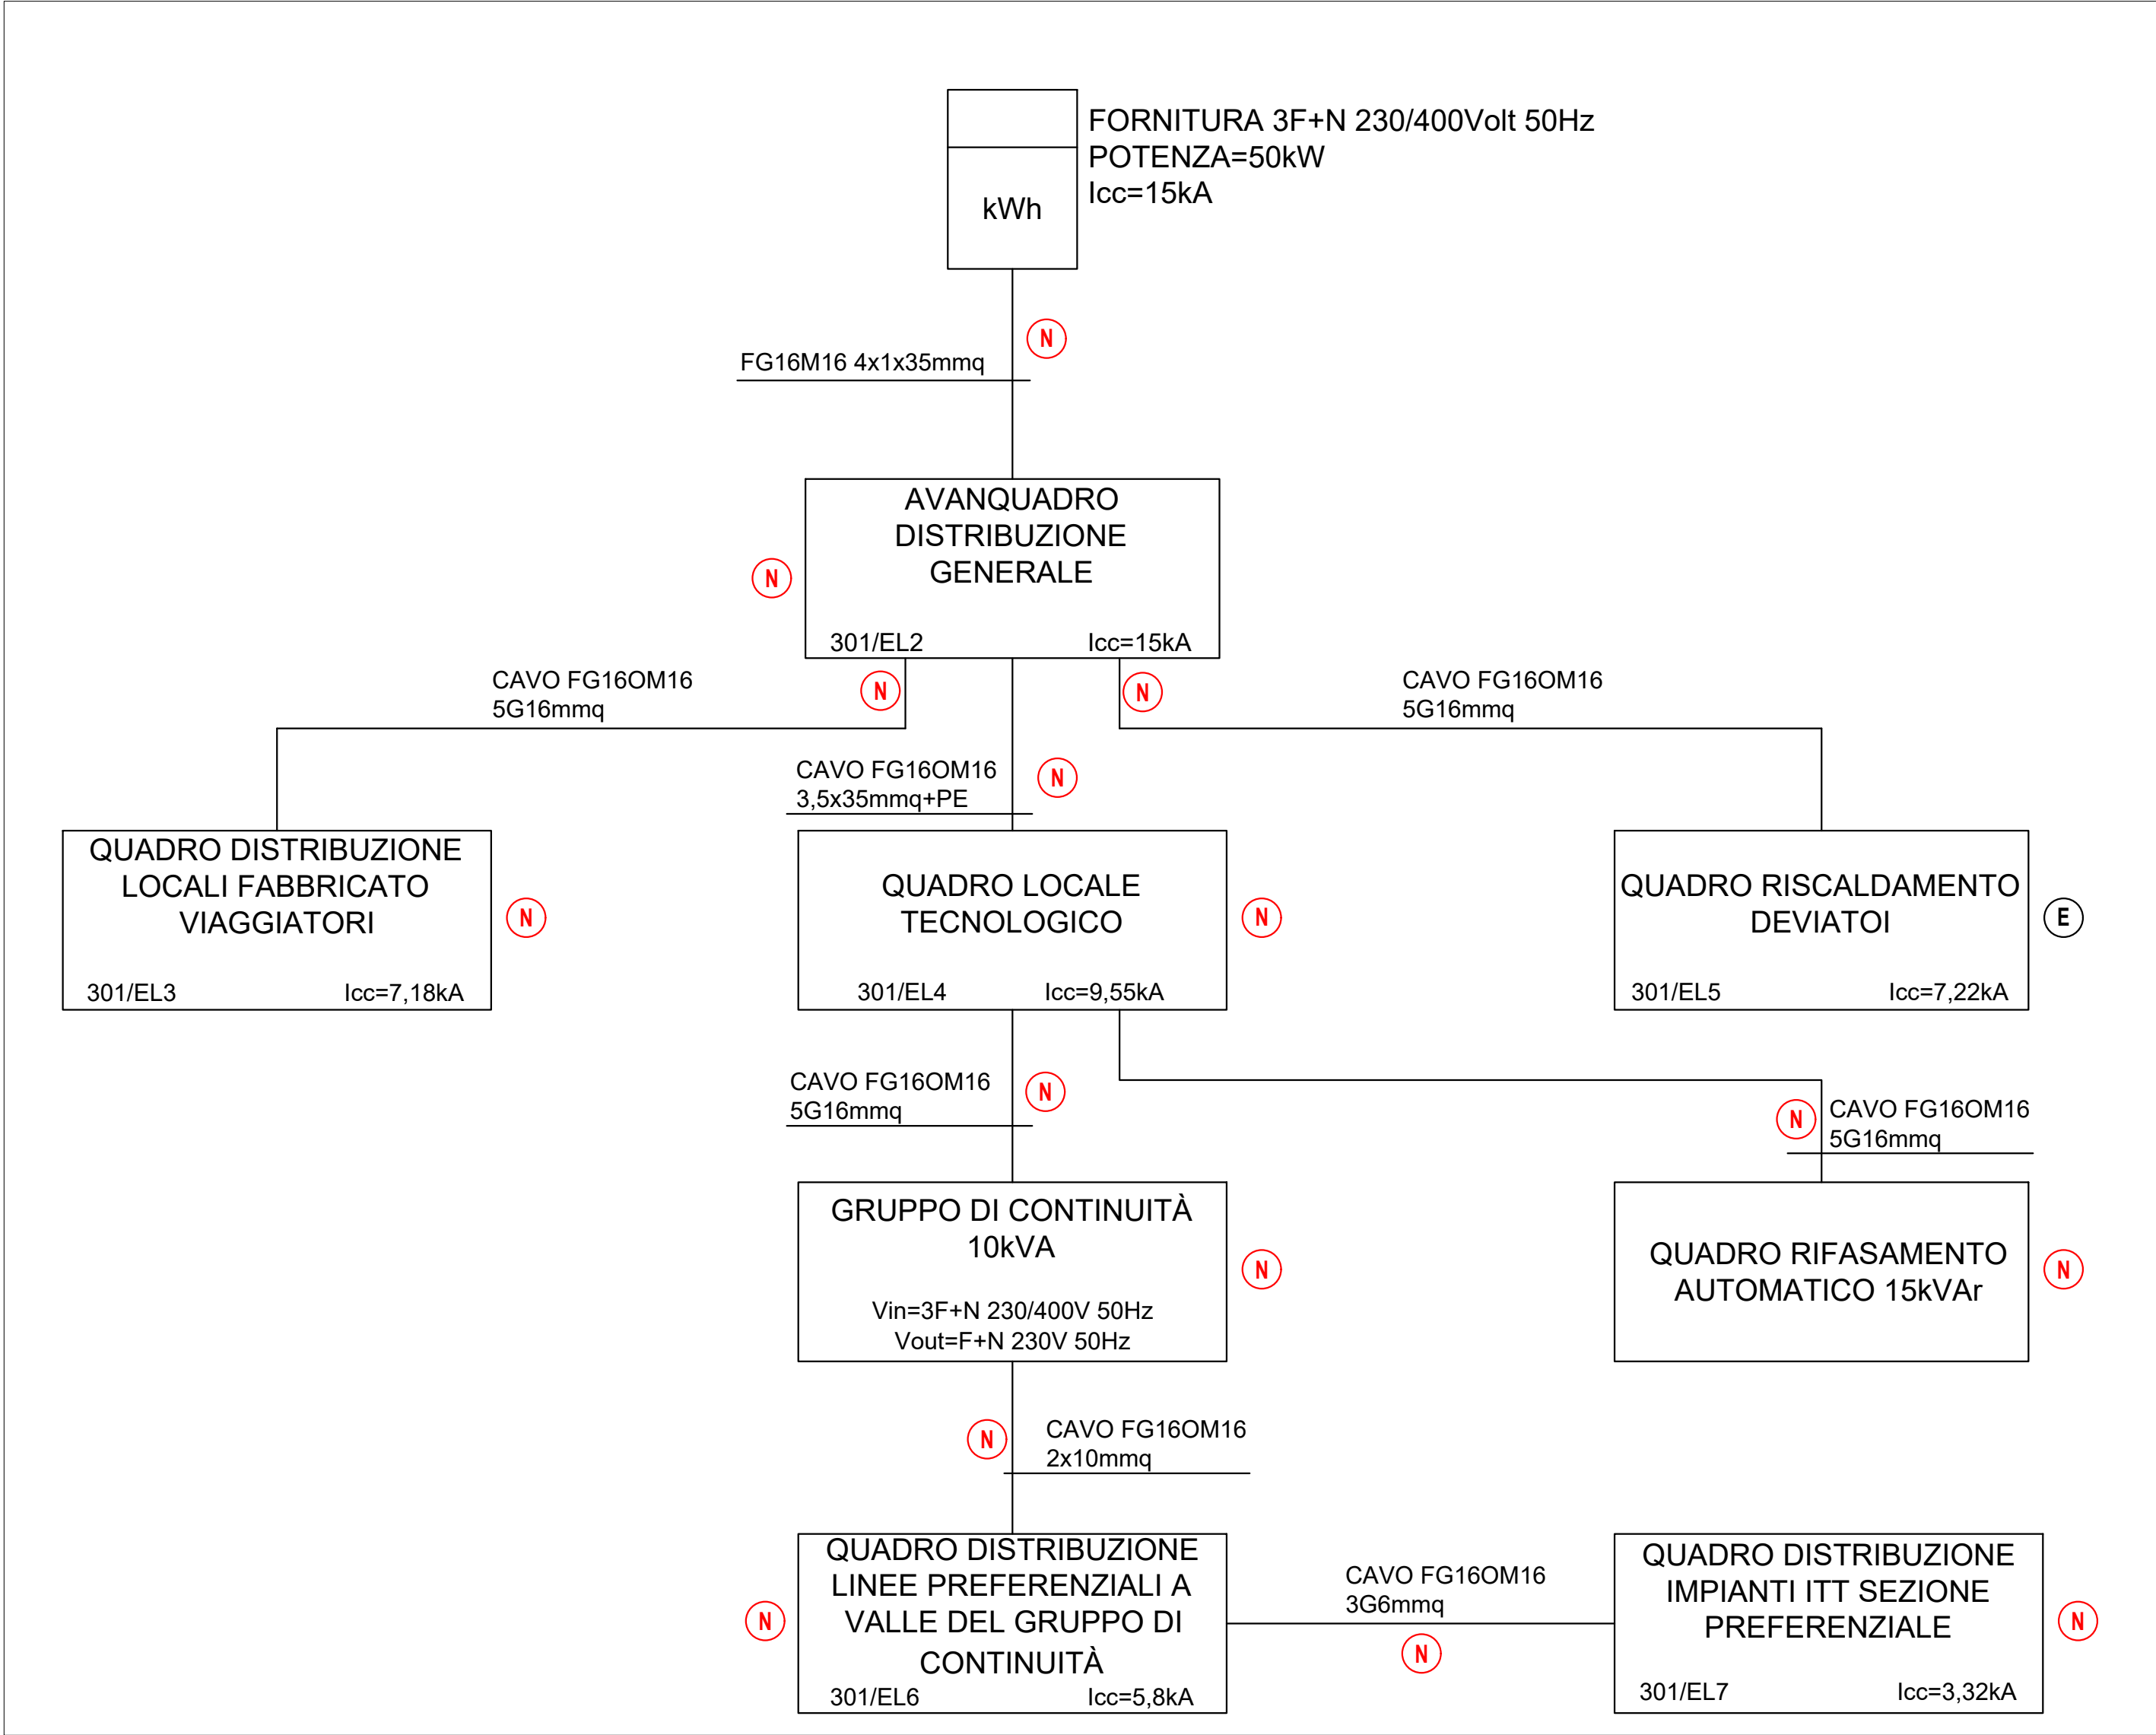 FORNITURA 3F+N 230/400Volt 50Hz
POTENZA=50kW
Icc=15kA
kWh
N
FG16M16 4x1x35mmq
AVANQUADRO
DISTRIBUZIONE
GENERALE
N
301/EL2 Icc=15kA
CAVO FG16OM16
5G16mmq
N
N
CAVO FG16OM16
5G16mmq
CAVO FG16OM16
3,5x35mmq+PE
N
QUADRO DISTRIBUZIONE
LOCALI FABBRICATO
VIAGGIATORI
301/EL3 Icc=7,18kA
N
QUADRO LOCALE
TECNOLOGICO
301/EL4 Icc=9,55kA
N
QUADRO RISCALDAMENTO
DEVIATOI
301/EL5 Icc=7,22kA
E
CAVO FG16OM16
5G16mmq
N
N
CAVO FG16OM16
5G16mmq
GRUPPO DI CONTINUITÀ
10kVA
Vin=3F+N 230/400V 50Hz
Vout=F+N 230V 50Hz
N
QUADRO RIFASAMENTO
AUTOMATICO 15kVAr
N
N
CAVO FG16OM16
2x10mmq
QUADRO DISTRIBUZIONE
LINEE PREFERENZIALI A
VALLE DEL GRUPPO DI
CONTINUITÀ
301/EL6 Icc=5,8kA
N
CAVO FG16OM16
3G6mmq
N
QUADRO DISTRIBUZIONE
IMPIANTI ITT SEZIONE
PREFERENZIALE
301/EL7 Icc=3,32kA
N